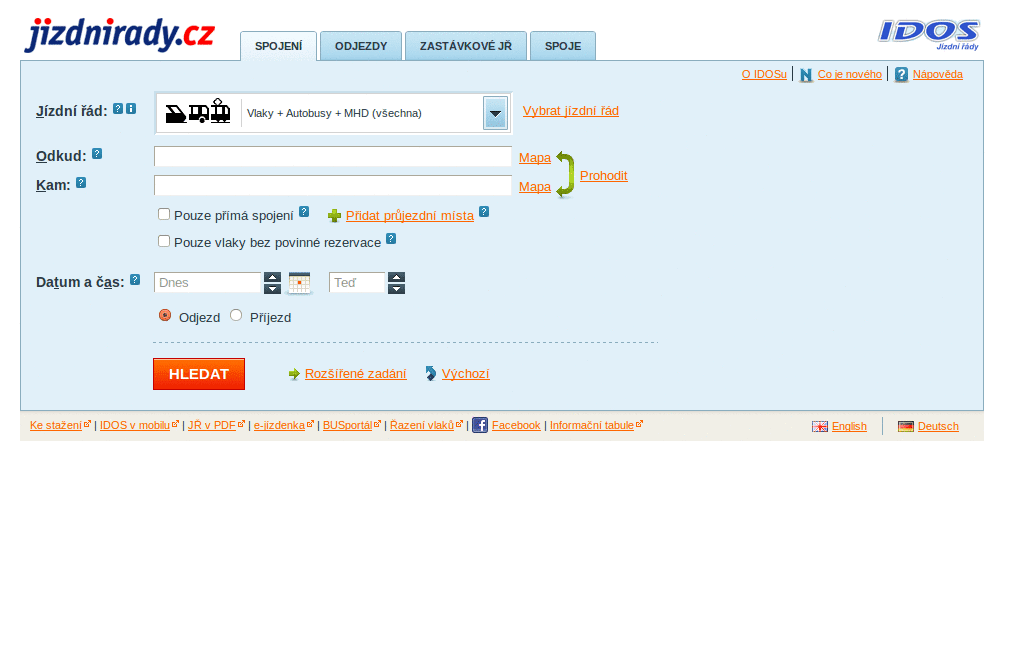 jizdnirady.cz
SPOJENÍ ODJEZDY ZASTÁVKOVÉ JŘ SPOJE
IDOS
Jízdní řády
O IDOSu N Co je nového ? Nápověda
Jízdní řád: ? i Vlaky + Autobusy + MHD (všechna) Vybrat jízdní řád
Odkud: ? Mapa
Prohodit
Kam: ? Mapa
Pouze přímá spojení ? Přidat průjezdní místa ?
Pouze vlaky bez povinné rezervace ?
Datum a čas: ? Dnes Teď
Odjezd Příjezd
HLEDAT Rozšířené zadání Výchozí
Ke stažení | IDOS v mobilu | JŘ v PDF | e-jízdenka | BUSportál | Řazení vlaků | f Facebook | Informační tabule English Deutsch